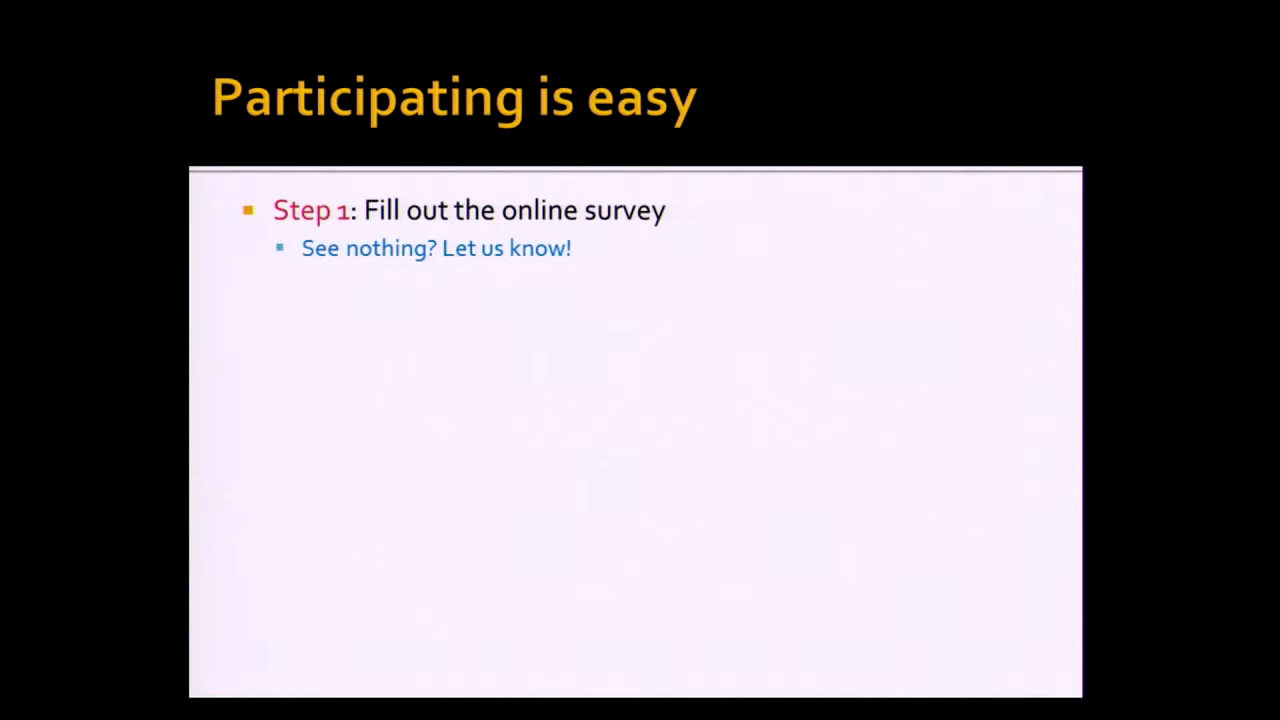 Participating is easy
Step 1: Fill out the online survey
See nothing? Let us know!